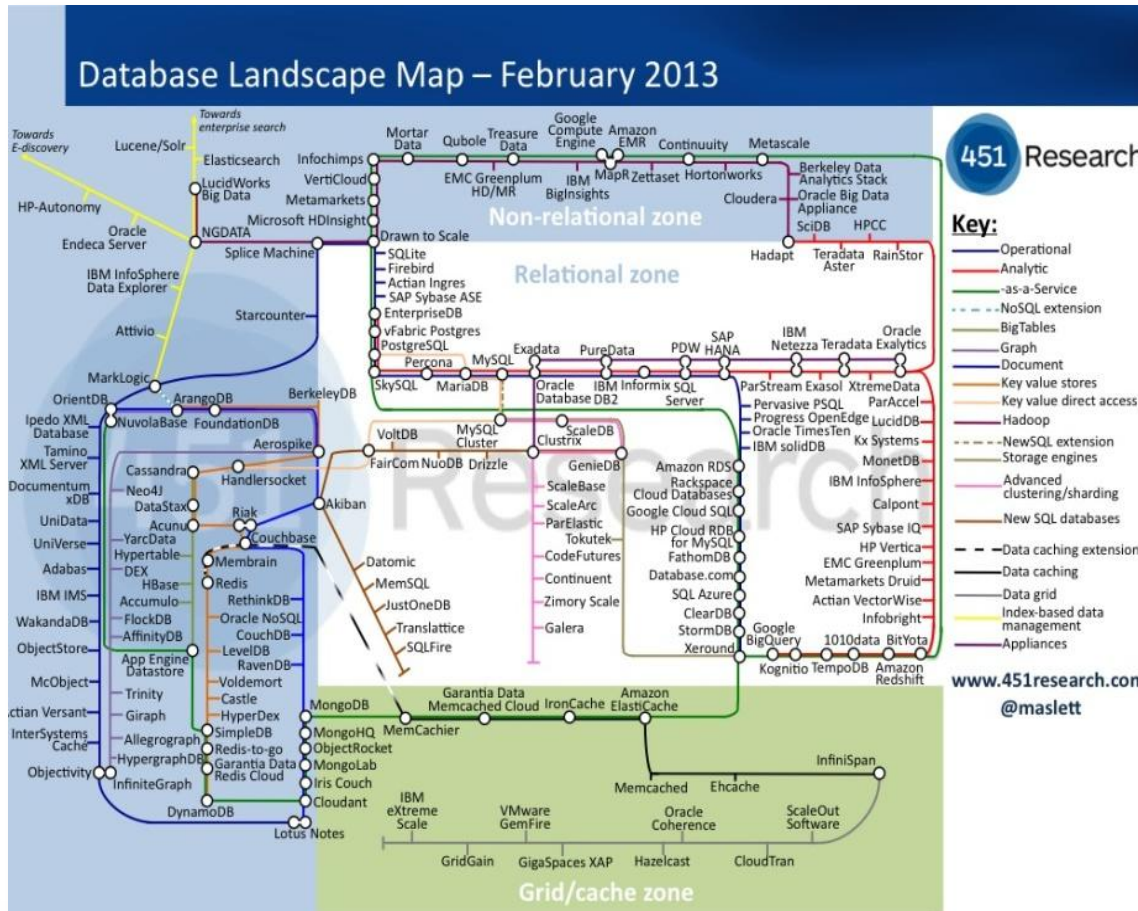 Database Landscape Map – February 2013
Towards
E-discovery
Towards
enterprise search
Lucene/Solr
Elasticsearch
LucidWorks
Big Data
HP-Autonomy
Oracle
Endeca Server
NGDATA
IBM InfoSphere
Data Explorer
Attivio
MarkLogic
Splice Machine
Starcounter
Infochimps
VertiCloud
Metamarkets
Microsoft HDInsight
Drawn to Scale
Mortar
Data
Qubole
Treasure
Data
Google
Compute
Engine
Amazon
EMR
Continuuity
Metascale
EMC Greenplum
HD/MR
IBM
BigInsights
MapR
Zettaset
Hortonworks
Cloudera
Berkeley Data
Analytics Stack
Oracle Big Data
Appliance
Non-relational zone
Relational zone
Hadapt
SciDB
Teradata
Aster
HPCC
RainStor
SQLite
Firebird
Actian Ingres
SAP Sybase ASE
EnterpriseDB
vFabric Postgres
PostgreSQL
SkySQL
Percona
MariaDB
MySQL
Exadata
Oracle
Database
PureData
IBM
DB2
Informix
PDW
SQL
Server
SAP
HANA
IBM
Netezza
Teradata
Oracle
Exalytics
ParStream
Exasol
XtremeData
ParAccel
LucidDB
Kx Systems
MonetDB
IBM InfoSphere
Calpont
SAP Sybase IQ
HP Vertica
EMC Greenplum
Metamarkets Druid
Actian VectorWise
Infobright
Pervasive PSQL
Progress OpenEdge
Oracle TimesTen
IBM solidDB
Amazon RDS
Rackspace
Cloud Databases
Google Cloud SQL
HP Cloud RDB
for MySQL
FathomDB
Database.com
SQL Azure
ClearDB
StormDB
Xeround
Google
BigQuery
Kognitio
1010data
TempoDB
BitYota
Amazon
Redshift
OrientDB
NuvolaBase
ArangoDB
FoundationDB
BerkeleyDB
Aerospike
Cassandra
Handlersocket
VoltDB
FairCom
NuoDB
Drizzle
MySQL
Cluster
ScaleDB
Clustrix
GenieDB
Akiban
ScaleBase
ScaleArc
ParElastic
Tokutek
CodeFutures
Continuent
Zimory Scale
Galera
Datomic
MemSQL
JustOneDB
Translattice
SQLFire
Ipedo XML
Database
Tamino
XML Server
Documentum
xDB
UniData
UniVerse
Adabas
IBM IMS
WakandaDB
ObjectStore
McObject
Actian Versant
InterSystems
Caché
Objectivity
Neo4J
DataStax
Acunu
YarcData
Hypertable
DEX
HBase
Accumulo
FlockDB
AffinityDB
App Engine
Datastore
Trinity
Giraph
Allegrograph
HypergraphDB
InfiniteGraph
Riak
Couchbase
Membrain
Redis
RethinkDB
Oracle NoSQL
CouchDB
LevelDB
RavenDB
Voldemort
Castle
HyperDex
SimpleDB
Redis-to-go
Garantia Data
Redis Cloud
DynamoDB
MongoDB
MongoHQ
ObjectRocket
MongoLab
Iris Couch
Cloudant
Lotus Notes
MemCachier
Garantia Data
Memcached Cloud
IronCache
Amazon
ElastiCache
Memcached
Ehcache
InfiniSpan
IBM
eXtreme
Scale
GridGain
VMware
GemFire
GigaSpaces XAP
Oracle
Coherence
Hazelcast
CloudTran
ScaleOut
Software
Grid/cache zone
451 Research
451 Research
Key:
Operational
Analytic
-as-a-Service
NoSQL extension
BigTables
Graph
Document
Key value stores
Key value direct access
Hadoop
NewSQL extension
Storage engines
Advanced
clustering/sharding
New SQL databases
Data caching extension
Data caching
Data grid
Index-based data
management
Appliances
www.451research.com
@maslett